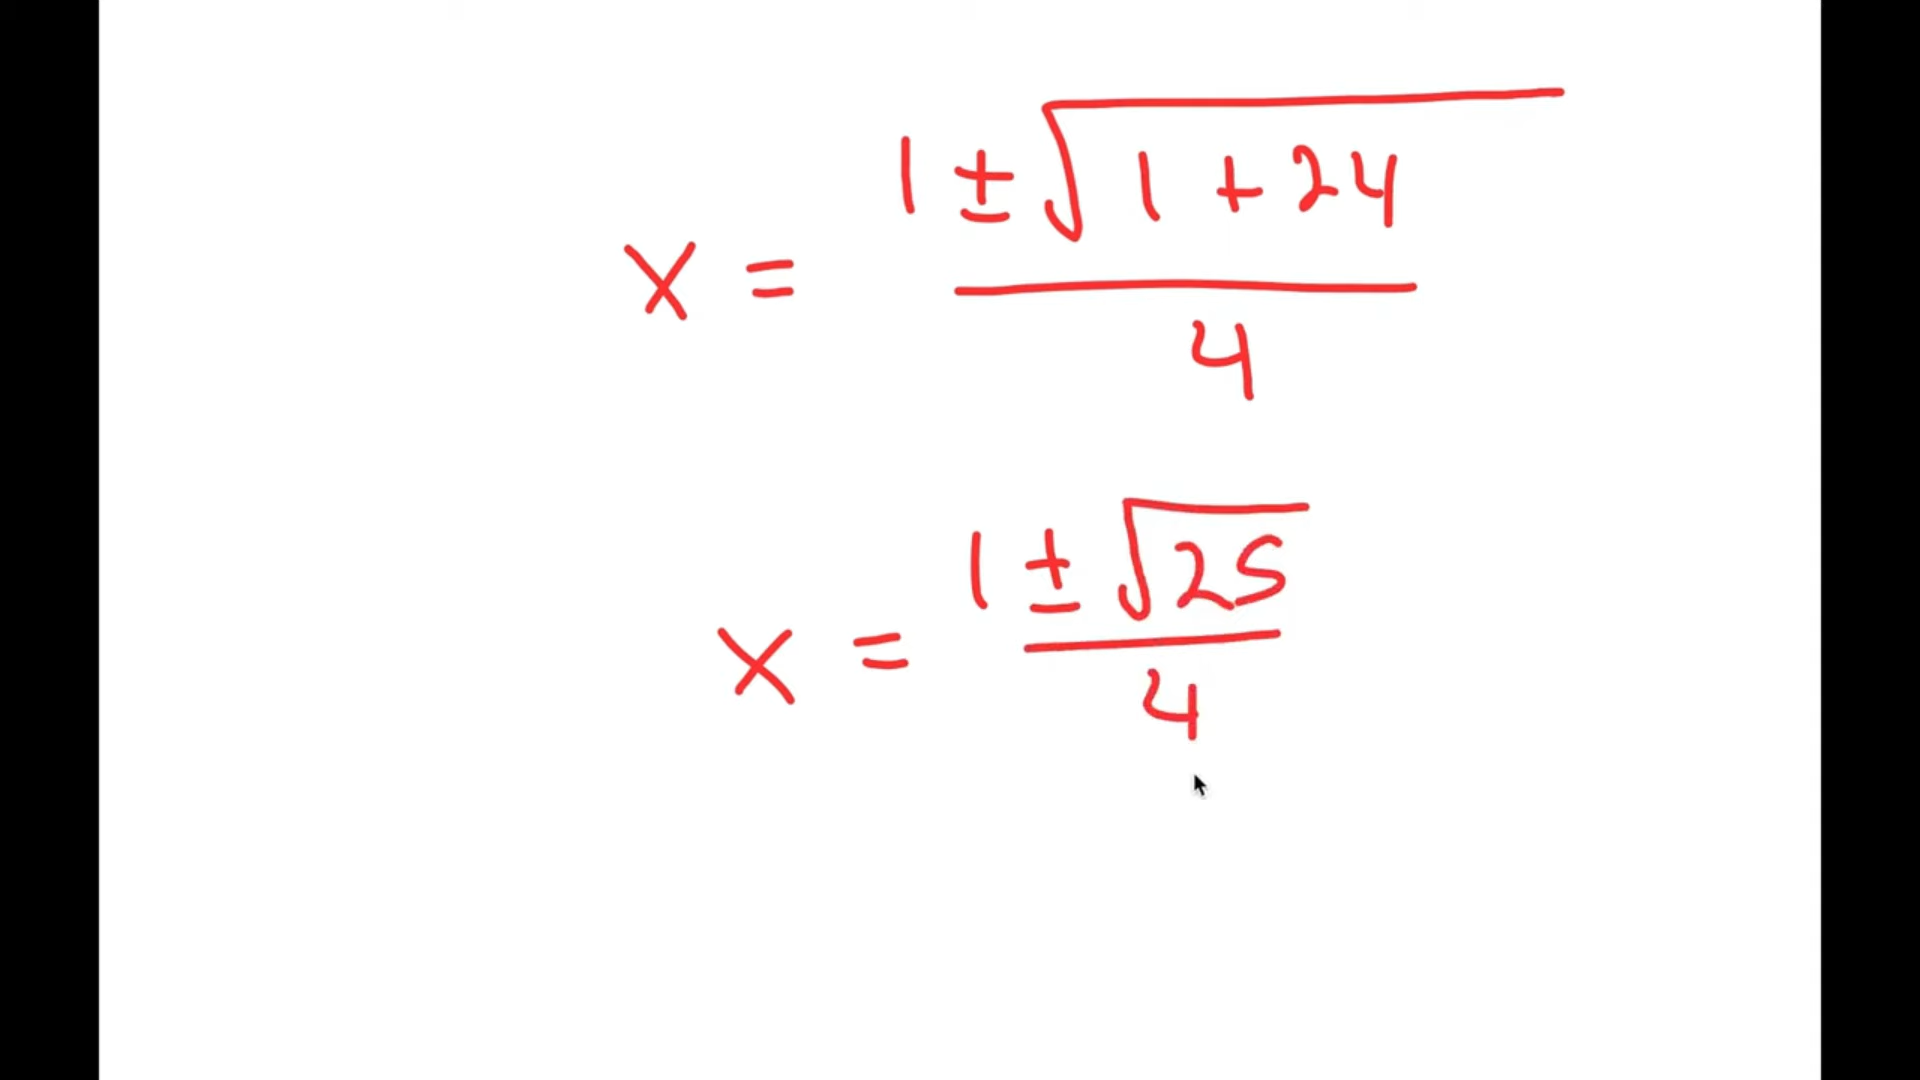 x = (1 ± √(1 + 24)) / 4
x = (1 ± √25) / 4